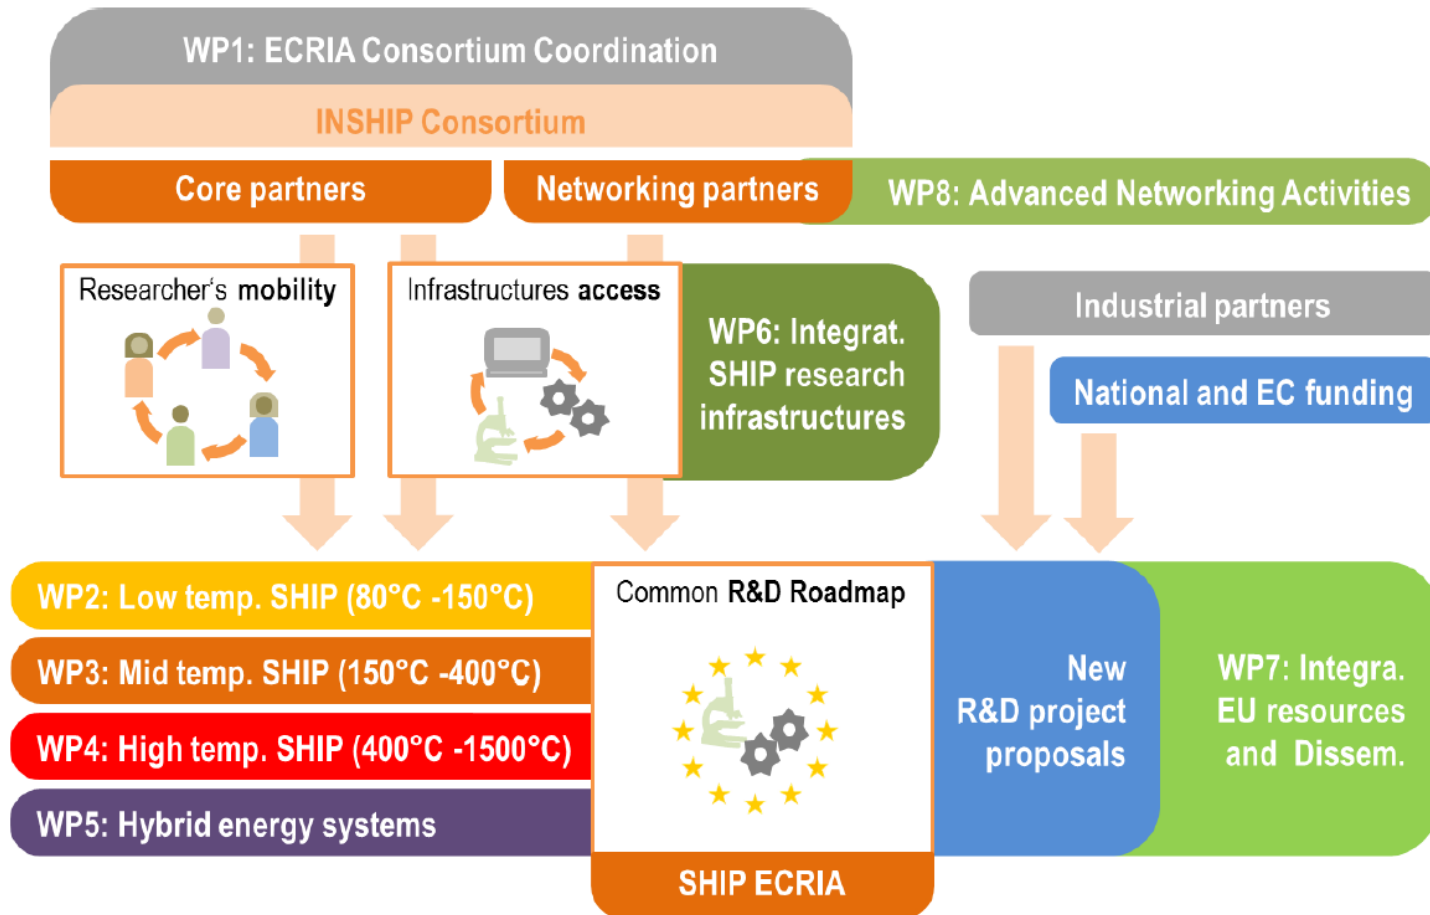 WP1: ECRIA Consortium Coordination
INSHIP Consortium
Core partners
Networking partners
WP8: Advanced Networking Activities
Researcher's mobility
Infrastructures access
WP6: Integrat.
SHIP research
infrastructures
Industrial partners
National and EC funding
WP2: Low temp. SHIP (80°C -150°C)
WP3: Mid temp. SHIP (150°C -400°C)
WP4: High temp. SHIP (400°C -1500°C)
WP5: Hybrid energy systems
Common R&D Roadmap
SHIP ECRIA
New
R&D project
proposals
WP7: Integra.
EU resources
and Dissem.